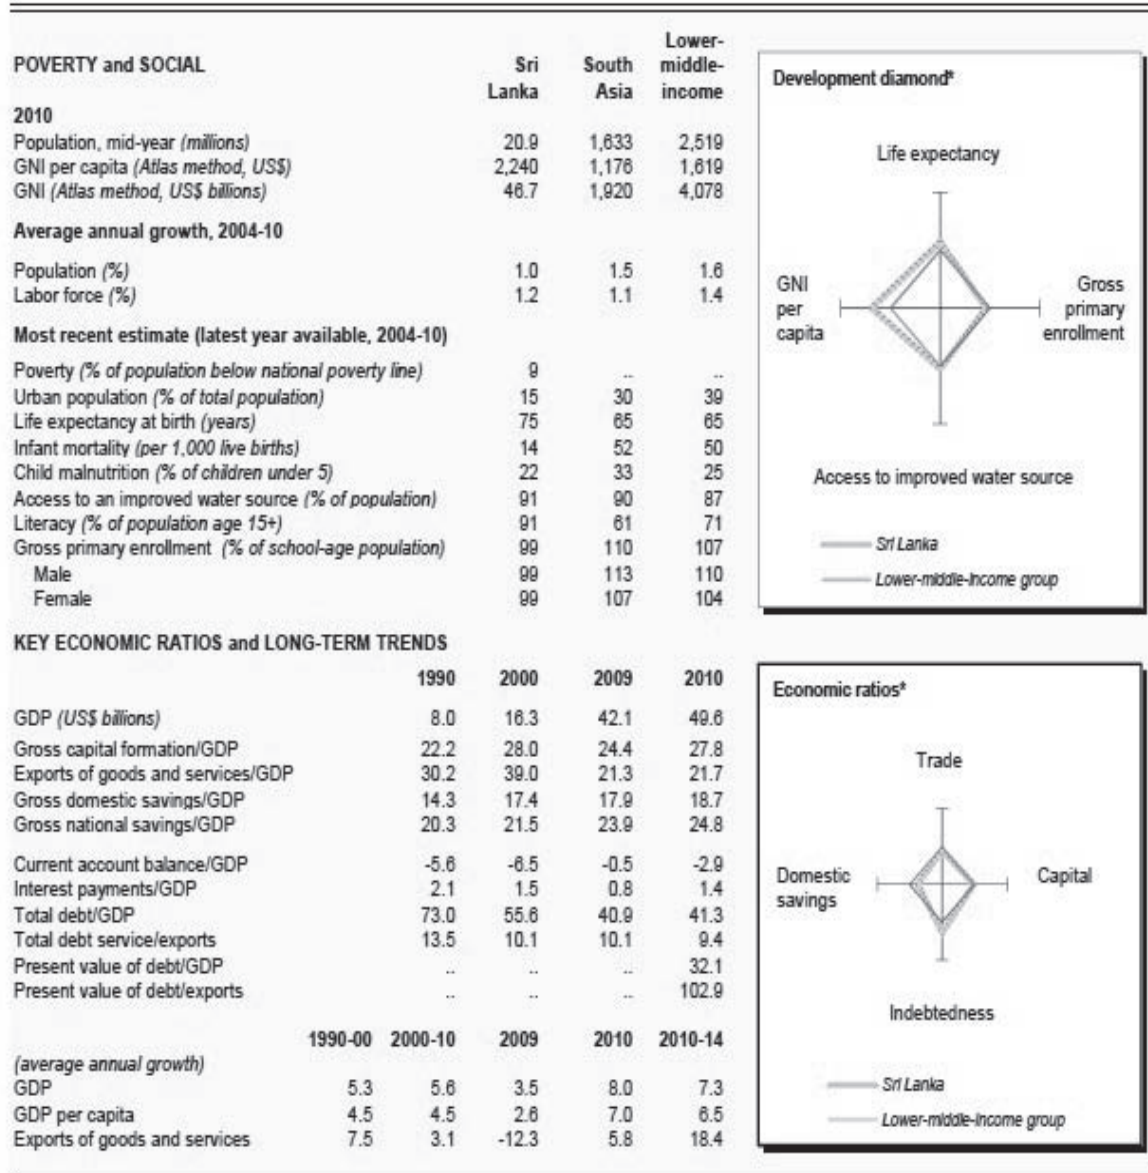 POVERTY and SOCIAL Sri Lanka South Asia Lower-middle-income
2010
Population, mid-year (millions) 20.9 1,633 2,519
GNI per capita (Atlas method, US$) 2,240 1,176 1,619
GNI (Atlas method, US$ billions) 46.7 1,920 4,078
Average annual growth, 2004-10
Population (%) 1.0 1.5 1.6
Labor force (%) 1.2 1.1 1.4
Most recent estimate (latest year available, 2004-10)
Poverty (% of population below national poverty line) 9 .. ..
Urban population (% of total population) 15 30 39
Life expectancy at birth (years) 75 65 65
Infant mortality (per 1,000 live births) 14 52 50
Child malnutrition (% of children under 5) 22 33 25
Access to an improved water source (% of population) 91 90 87
Literacy (% of population age 15+) 91 61 71
Gross primary enrollment (% of school-age population) 99 110 107
Male 99 113 110
Female 99 107 104
Development diamond*
Life expectancy
GNI per capita
Gross primary enrollment
Access to improved water source
Sri Lanka
Lower-middle-income group
KEY ECONOMIC RATIOS and LONG-TERM TRENDS
1990 2000 2009 2010
GDP (US$ billions) 8.0 16.3 42.1 49.6
Gross capital formation/GDP 22.2 28.0 24.4 27.8
Exports of goods and services/GDP 30.2 39.0 21.3 21.7
Gross domestic savings/GDP 14.3 17.4 17.9 18.7
Gross national savings/GDP 20.3 21.5 23.9 24.8
Current account balance/GDP -5.6 -6.5 -0.5 -2.9
Interest payments/GDP 2.1 1.5 0.8 1.4
Total debt/GDP 73.0 55.6 40.9 41.3
Total debt service/exports 13.5 10.1 10.1 9.4
Present value of debt/GDP .. .. .. 32.1
Present value of debt/exports .. .. .. 102.9
1990-00 2000-10 2009 2010 2010-14
(average annual growth)
GDP 5.3 5.6 3.5 8.0 7.3
GDP per capita 4.5 4.5 2.6 7.0 6.5
Exports of goods and services 7.5 3.1 -12.3 5.8 18.4
Economic ratios*
Trade
Domestic savings
Capital
Indebtedness
Sri Lanka
Lower-middle-income group